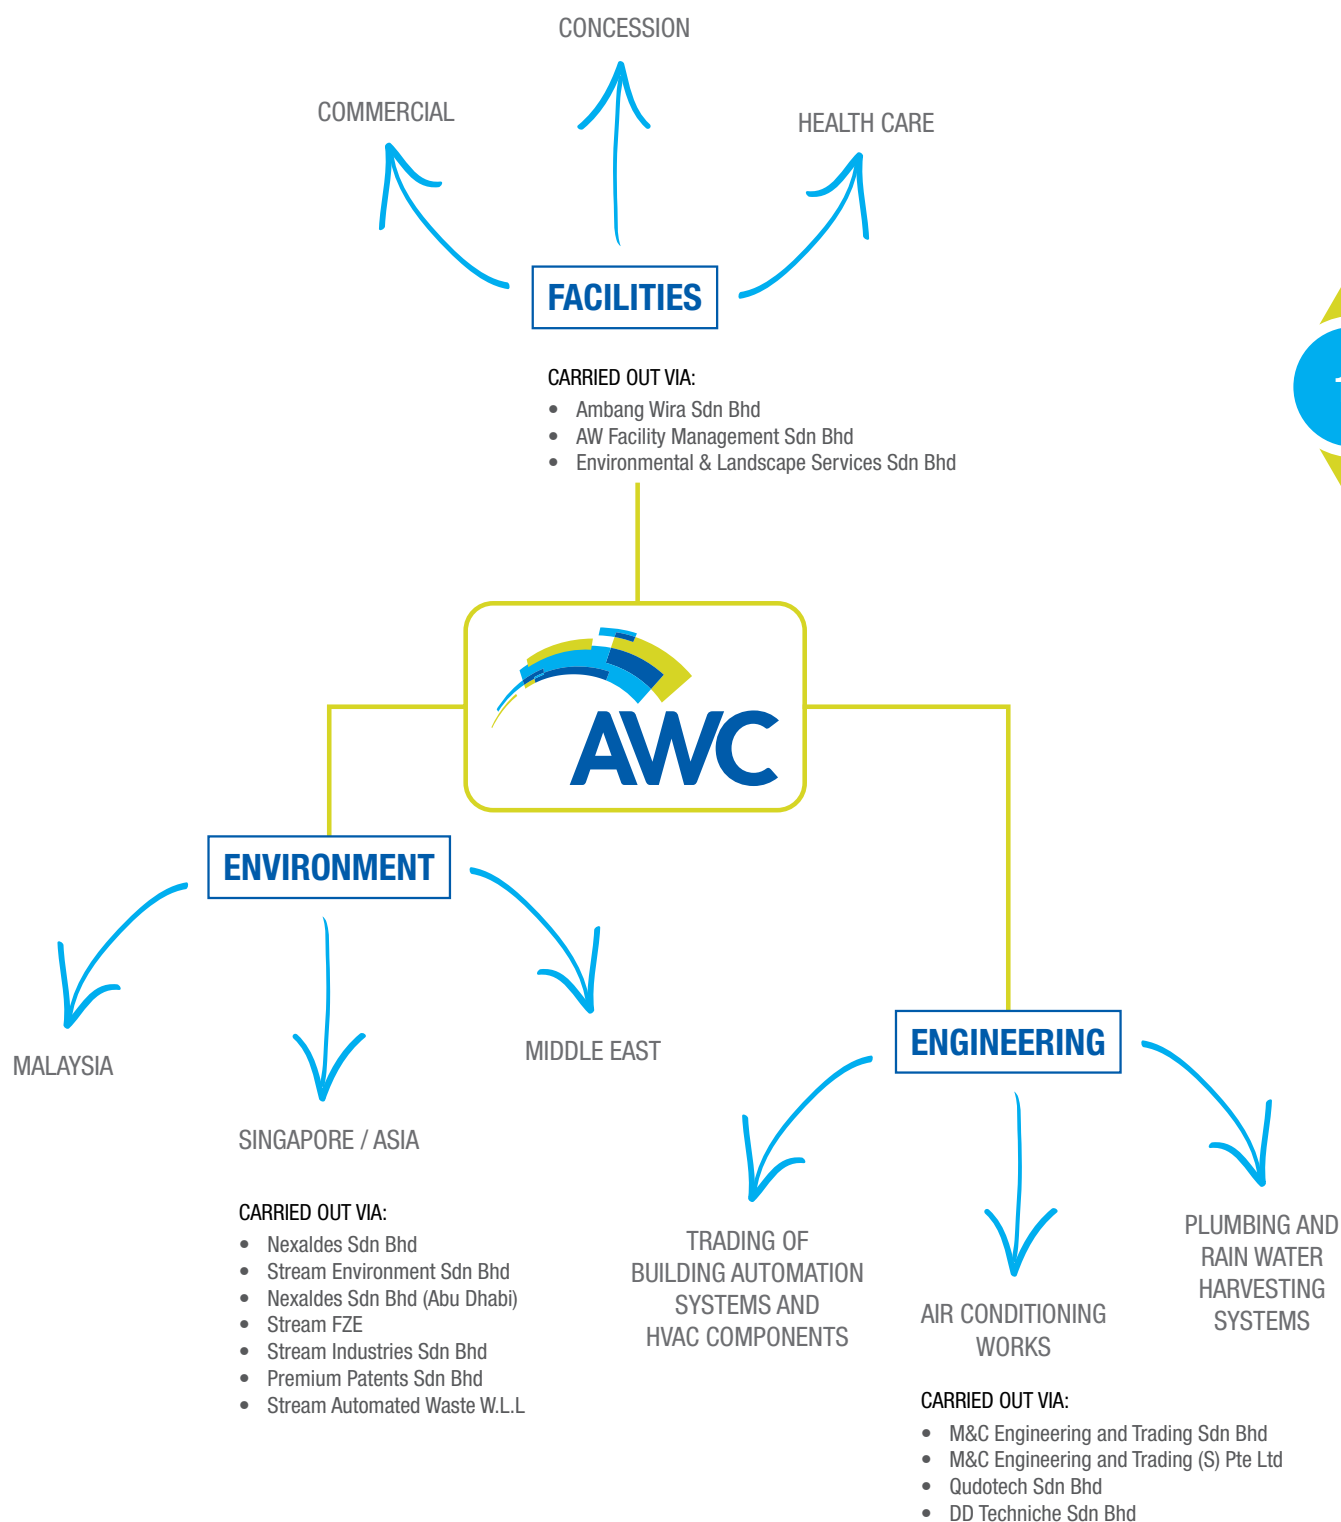 CONCESSION
COMMERCIAL
HEALTH CARE
FACILITIES
CARRIED OUT VIA:
• Ambang Wira Sdn Bhd
• AW Facility Management Sdn Bhd
• Environmental & Landscape Services Sdn Bhd
AWC
ENVIRONMENT
MALAYSIA
SINGAPORE / ASIA
MIDDLE EAST
CARRIED OUT VIA:
• Nexaldes Sdn Bhd
• Stream Environment Sdn Bhd
• Nexaldes Sdn Bhd (Abu Dhabi)
• Stream FZE
• Stream Industries Sdn Bhd
• Premium Patents Sdn Bhd
• Stream Automated Waste W.L.L
ENGINEERING
TRADING OF
BUILDING AUTOMATION
SYSTEMS AND
HVAC COMPONENTS
AIR CONDITIONING
WORKS
PLUMBING AND
RAIN WATER
HARVESTING
SYSTEMS
CARRIED OUT VIA:
• M&C Engineering and Trading Sdn Bhd
• M&C Engineering and Trading (S) Pte Ltd
• Qudotech Sdn Bhd
• DD Techniche Sdn Bhd